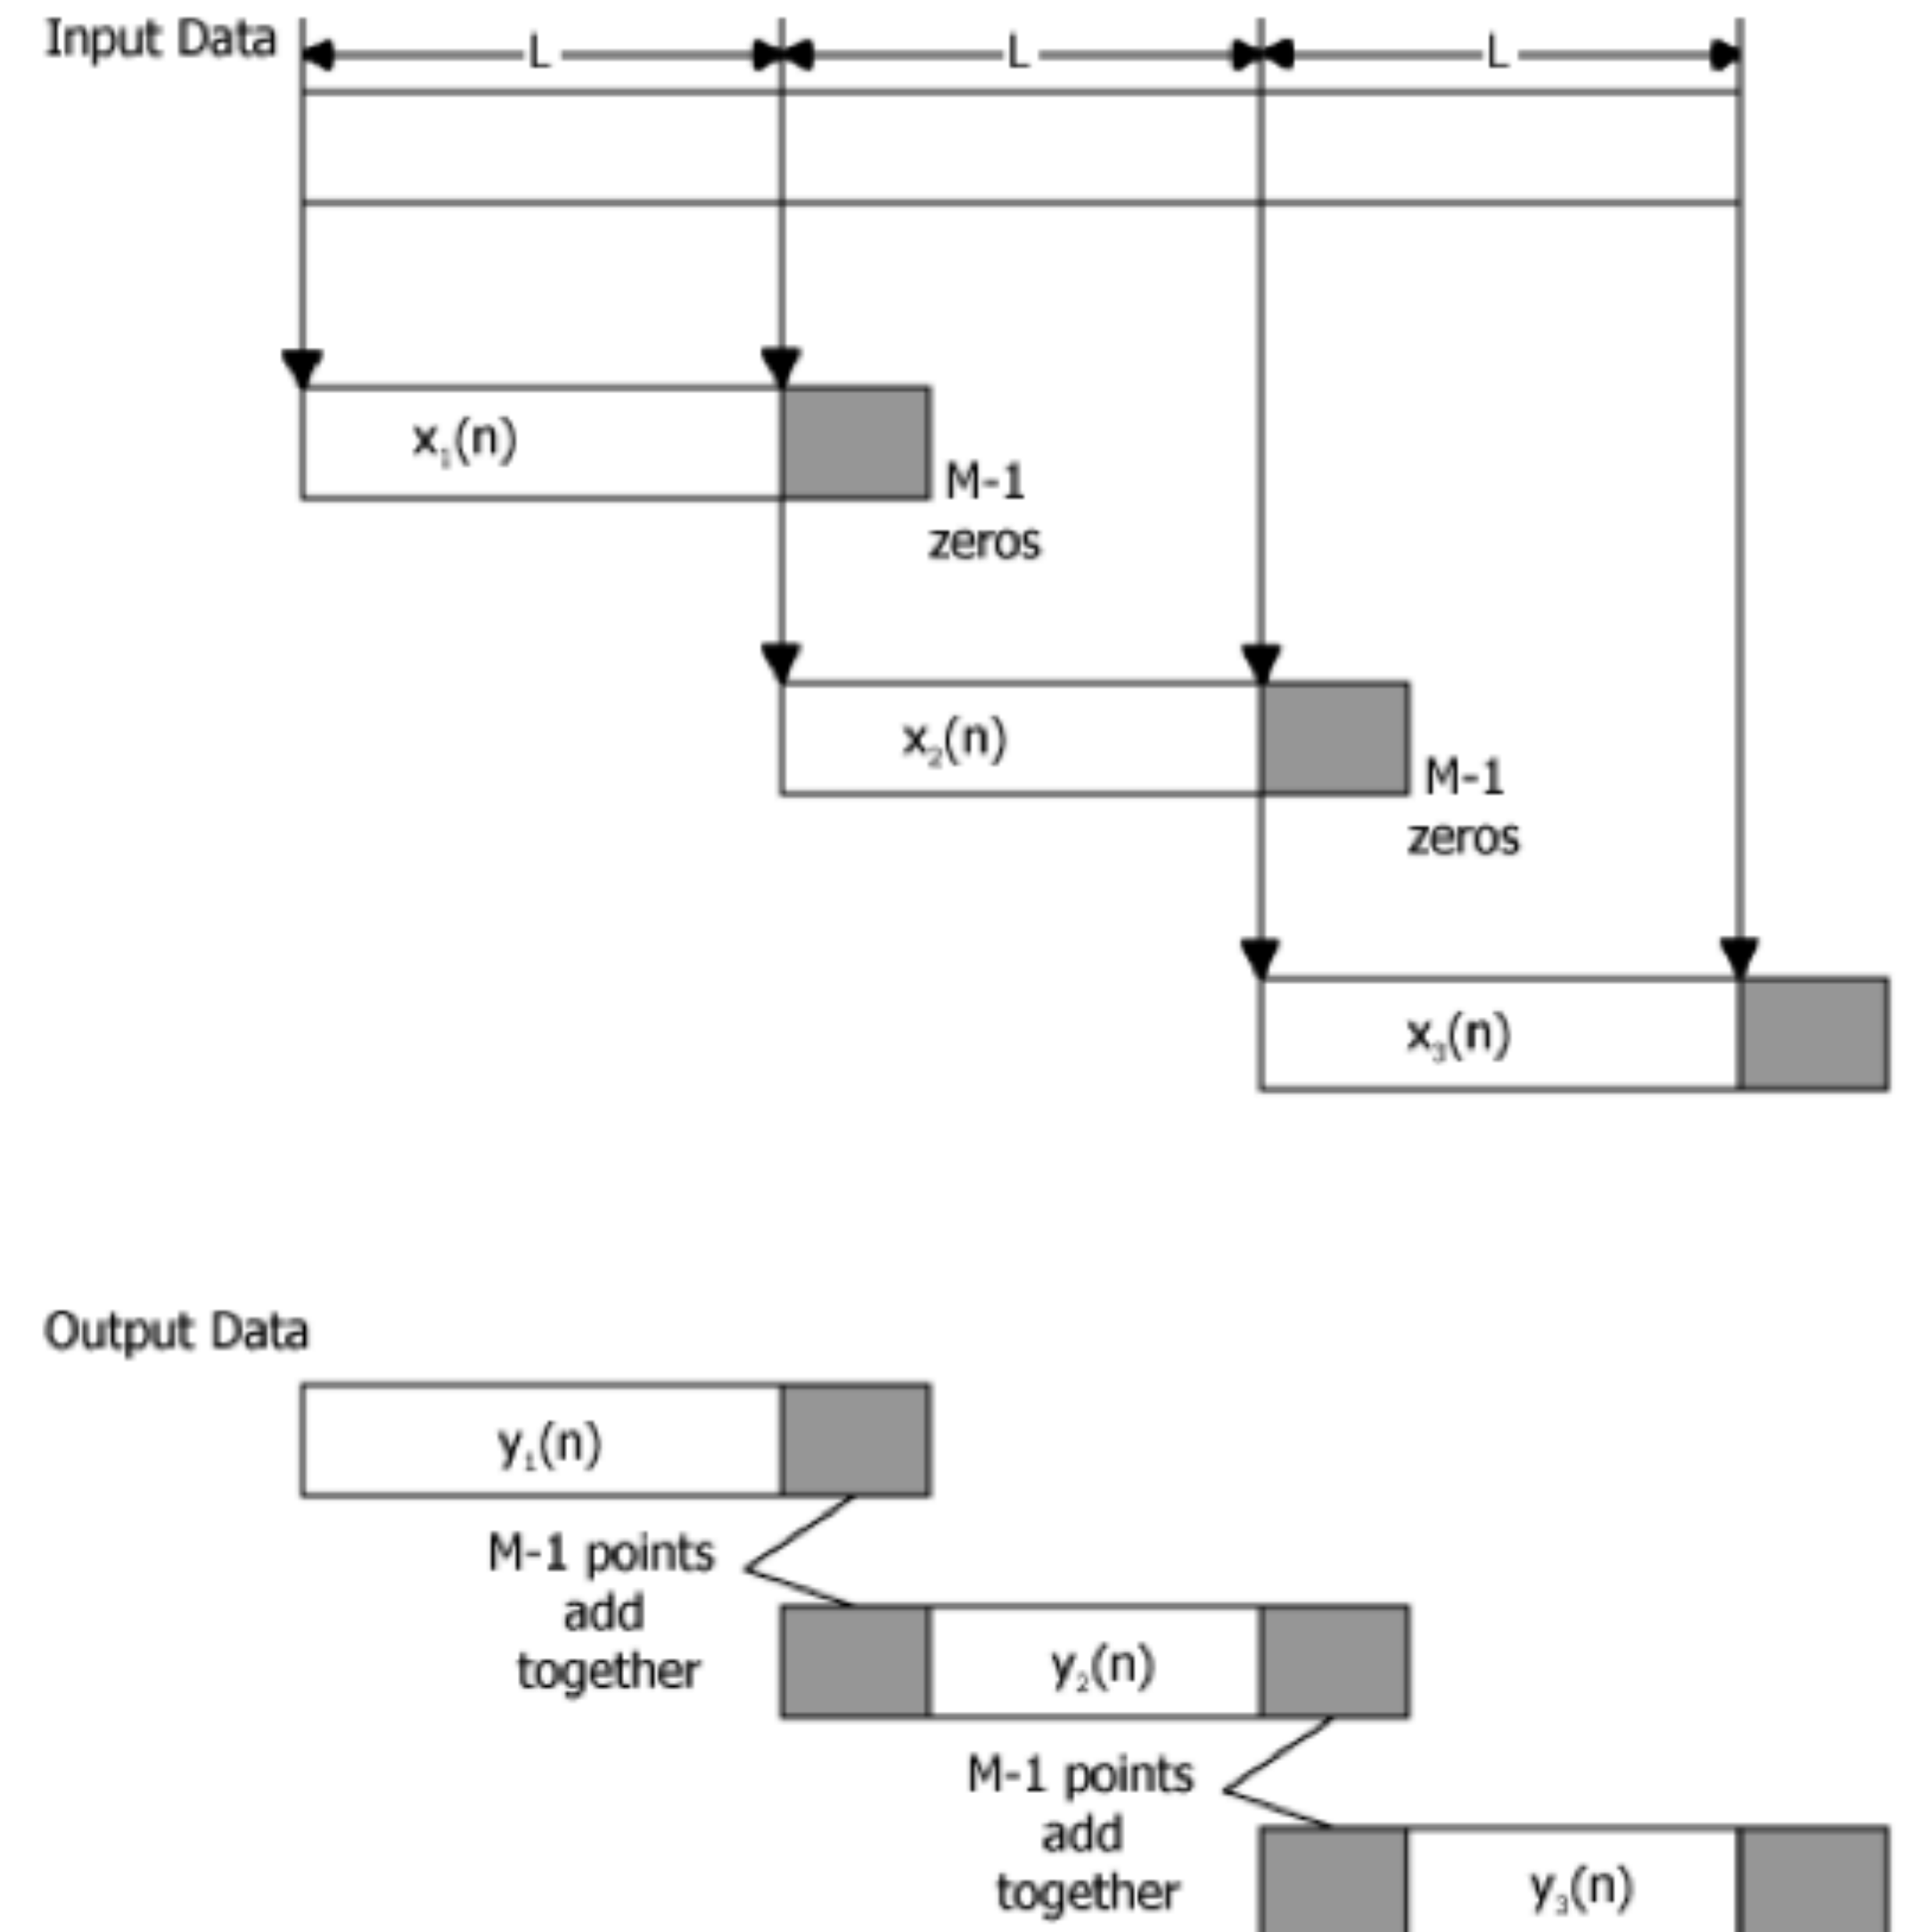 Input Data
L L L
x₁(n)
M-1
zeros
x₂(n)
M-1
zeros
x₃(n)
Output Data
y₁(n)
M-1 points
add
together
y₂(n)
M-1 points
add
together
y₃(n)